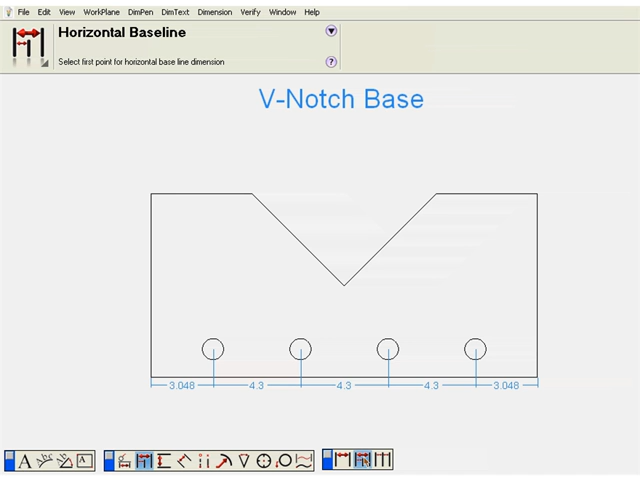 File Edit View WorkPlane DimPen DimText Dimension Verify Window Help
Horizontal Baseline
Select first point for horizontal base line dimension
?
V-Notch Base
3.048 4.3 4.3 4.3 3.048
A A